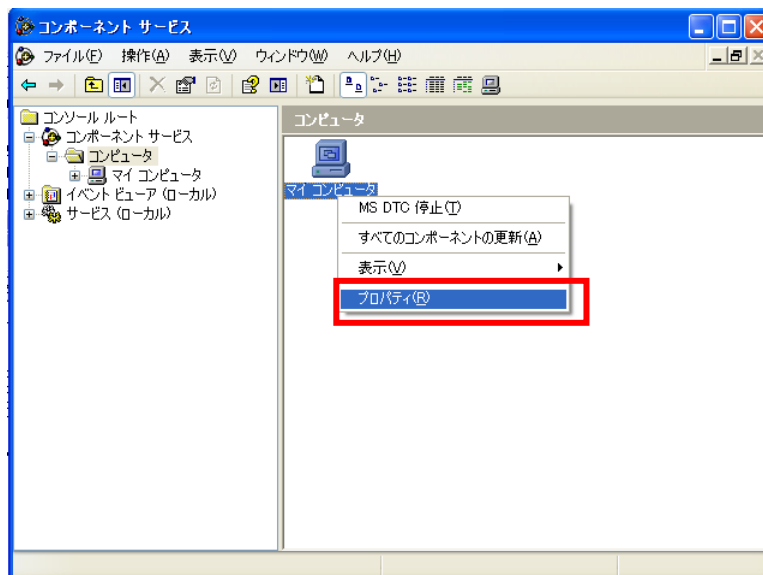 コンポーネント サービス
ファイル(F) 操作(A) 表示(V) ウィンドウ(W) ヘルプ(H)
コンソール ルート
コンポーネント サービス
コンピュータ
マイ コンピュータ
イベント ビューア (ローカル)
サービス (ローカル)
コンピュータ
マイ コンピュータ
MS DTC 停止(T)
すべてのコンポーネントの更新(A)
表示(V)
プロパティ(R)